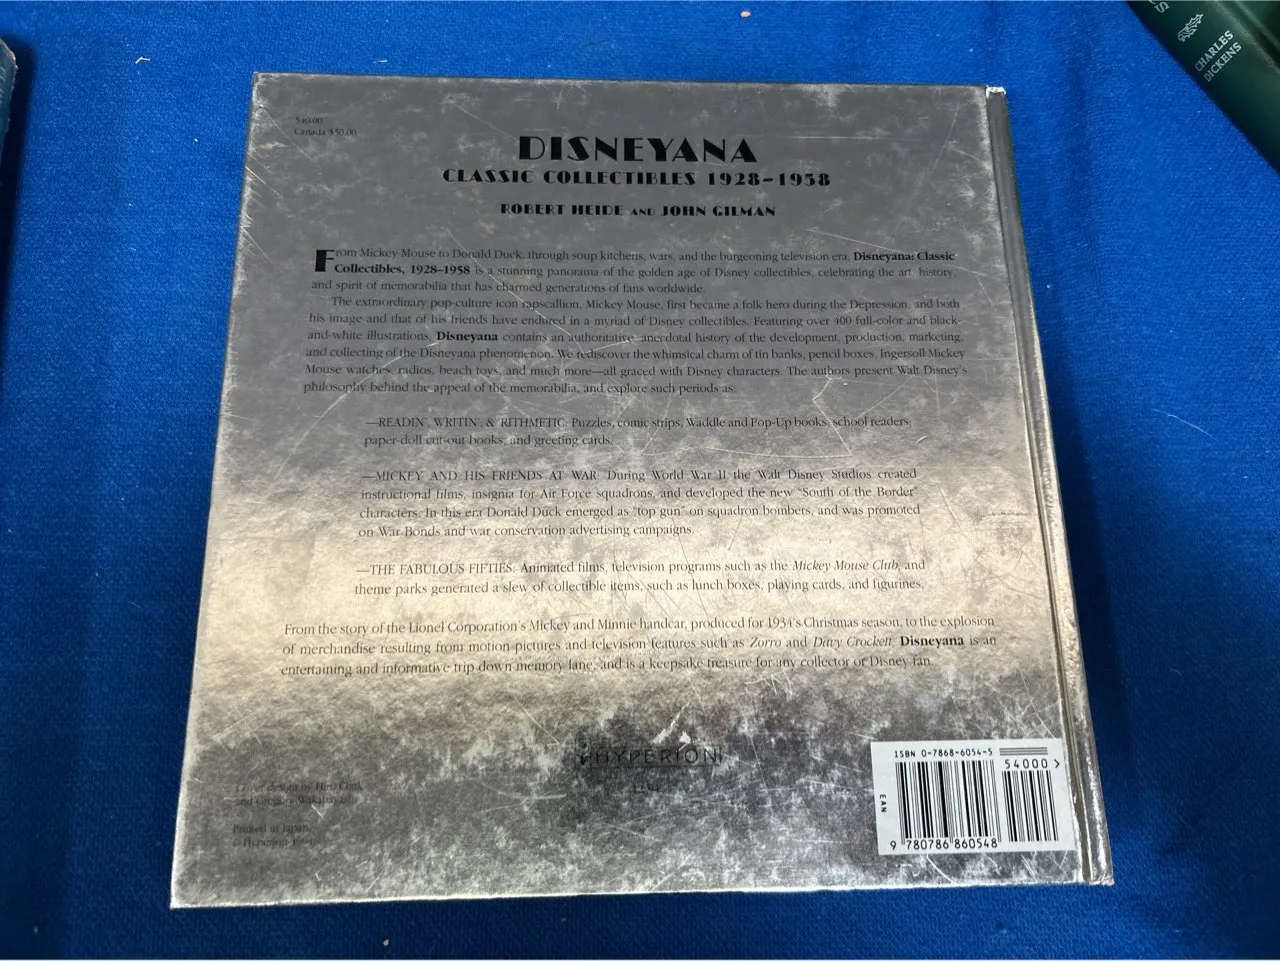 $40.00
Canada $50.00
DISNEYANA
CLASSIC COLLECTIBLES 1928–1958
ROBERT HEIDE AND JOHN GILMAN
From Mickey Mouse to Donald Duck, through soup kitchens, wars, and the burgeoning television era, Disneyana: Classic
Collectibles, 1928–1958 is a stunning panorama of the golden age of Disney collectibles, celebrating the art, history,
and spirit of memorabilia that has charmed generations of fans worldwide.
The extraordinary pop-culture icon rapscallion, Mickey Mouse, first became a folk hero during the Depression, and both
his image and that of his friends have endured in a myriad of Disney collectibles. Featuring over 400 full-color and black-
and-white illustrations, Disneyana contains an authoritative, anecdotal history of the development, production, marketing,
and collecting of the Disneyana phenomenon. We rediscover the whimsical charm of tin banks, pencil boxes, Ingersoll Mickey
Mouse watches, radios, beach toys, and much more—all graced with Disney characters. The authors present Walt Disney's
philosophy behind the appeal of the memorabilia, and explore such periods as:
—READIN', WRITIN', & 'RITHMETIC: Puzzles, comic strips, Waddle and Pop-Up books, school readers,
paper-doll cut-out books, and greeting cards.
—MICKEY AND HIS FRIENDS AT WAR: During World War II the Walt Disney Studios created
instructional films, insignia for Air Force squadrons, and developed the new "South of the Border"
characters. In this era Donald Duck emerged as "top gun" on squadron bombers, and was promoted
on War Bonds and war conservation advertising campaigns.
—THE FABULOUS FIFTIES: Animated films, television programs such as the Mickey Mouse Club, and
theme parks generated a slew of collectible items, such as lunch boxes, playing cards, and figurines.
From the story of the Lionel Corporation's Mickey and Minnie handcar, produced for 1934's Christmas season, to the explosion
of merchandise resulting from motion pictures and television features such as Zorro and Davy Crockett, Disneyana is an
entertaining and informative trip down memory lane, and is a keepsake treasure for any collector or Disney fan.
HYPERION
Cover design by
and Gregory Wakabayashi
Printed in Japan
© Hyperion
ISBN 0-7868-6054-5
54000 >
EAN
9 780786 860548
CHARLES
DICKENS